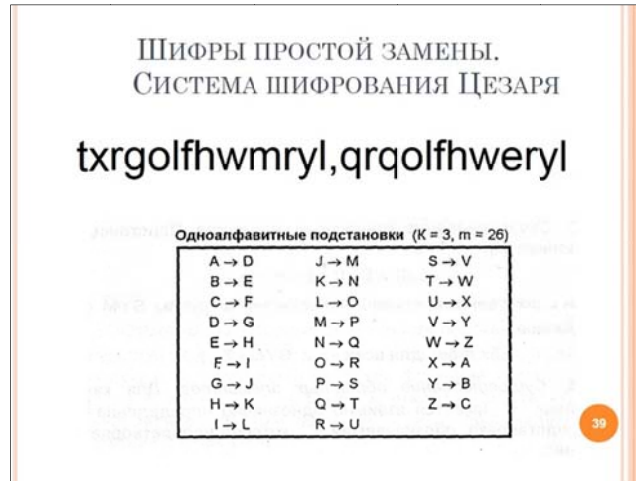 Шифры простой замены.
Система шифрования Цезаря
txrgolfhwmryl,qrqolfhweryl
Одноалфавитные подстановки (K = 3, m = 26)
A → D J → M S → V
B → E K → N T → W
C → F L → O U → X
D → G M → P V → Y
E → H N → Q W → Z
F → I O → R X → A
G → J P → S Y → B
H → K Q → T Z → C
I → L R → U
39